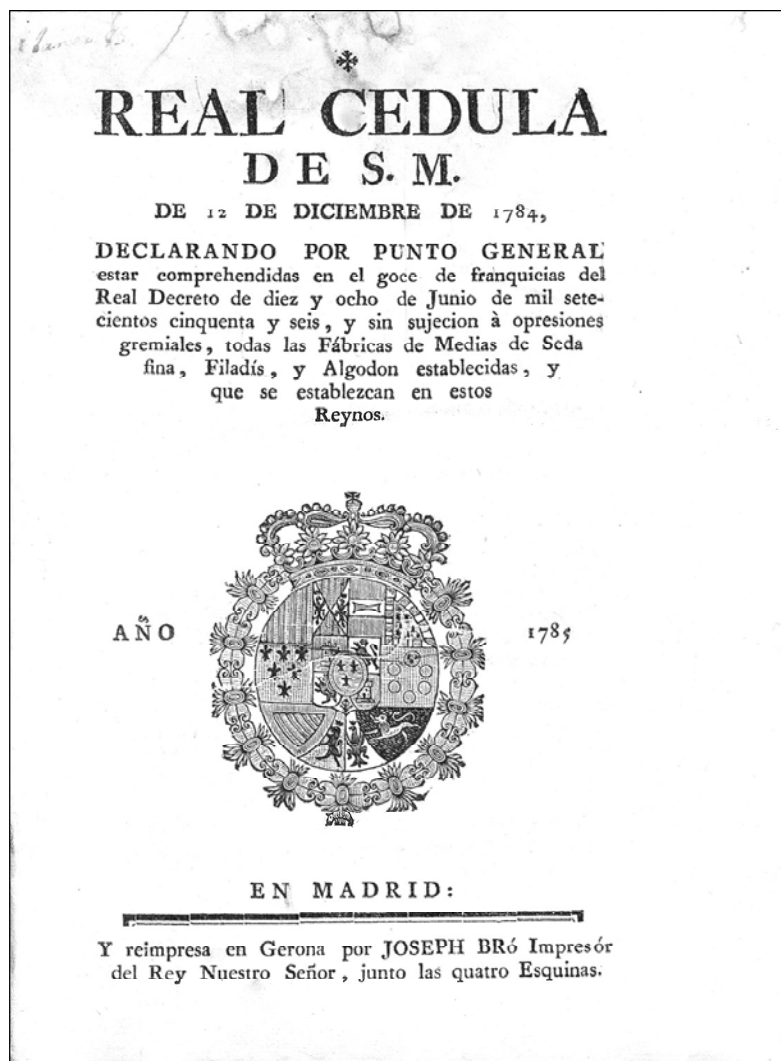 REAL CEDULA
DE S. M.
DE 12 DE DICIEMBRE DE 1784,
DECLARANDO POR PUNTO GENERAL
estar comprehendidas en el goce de franquicias del
Real Decreto de diez y ocho de Junio de mil sete-
cientos cinquenta y seis, y sin sujecion à opresiones
gremiales, todas las Fábricas de Medias de Seda
fina, Filadís, y Algodon establecidas, y
que se establezcan en estos
Reynos.
AÑO 1785
EN MADRID:
Y reimpresa en Gerona por JOSEPH BRó Impresór
del Rey Nuestro Señor, junto las quatro Esquinas.